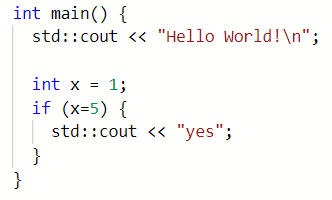 int main() {
  std::cout << "Hello World!\n";

  int x = 1;
  if (x=5) {
    std::cout << "yes";
  }
}